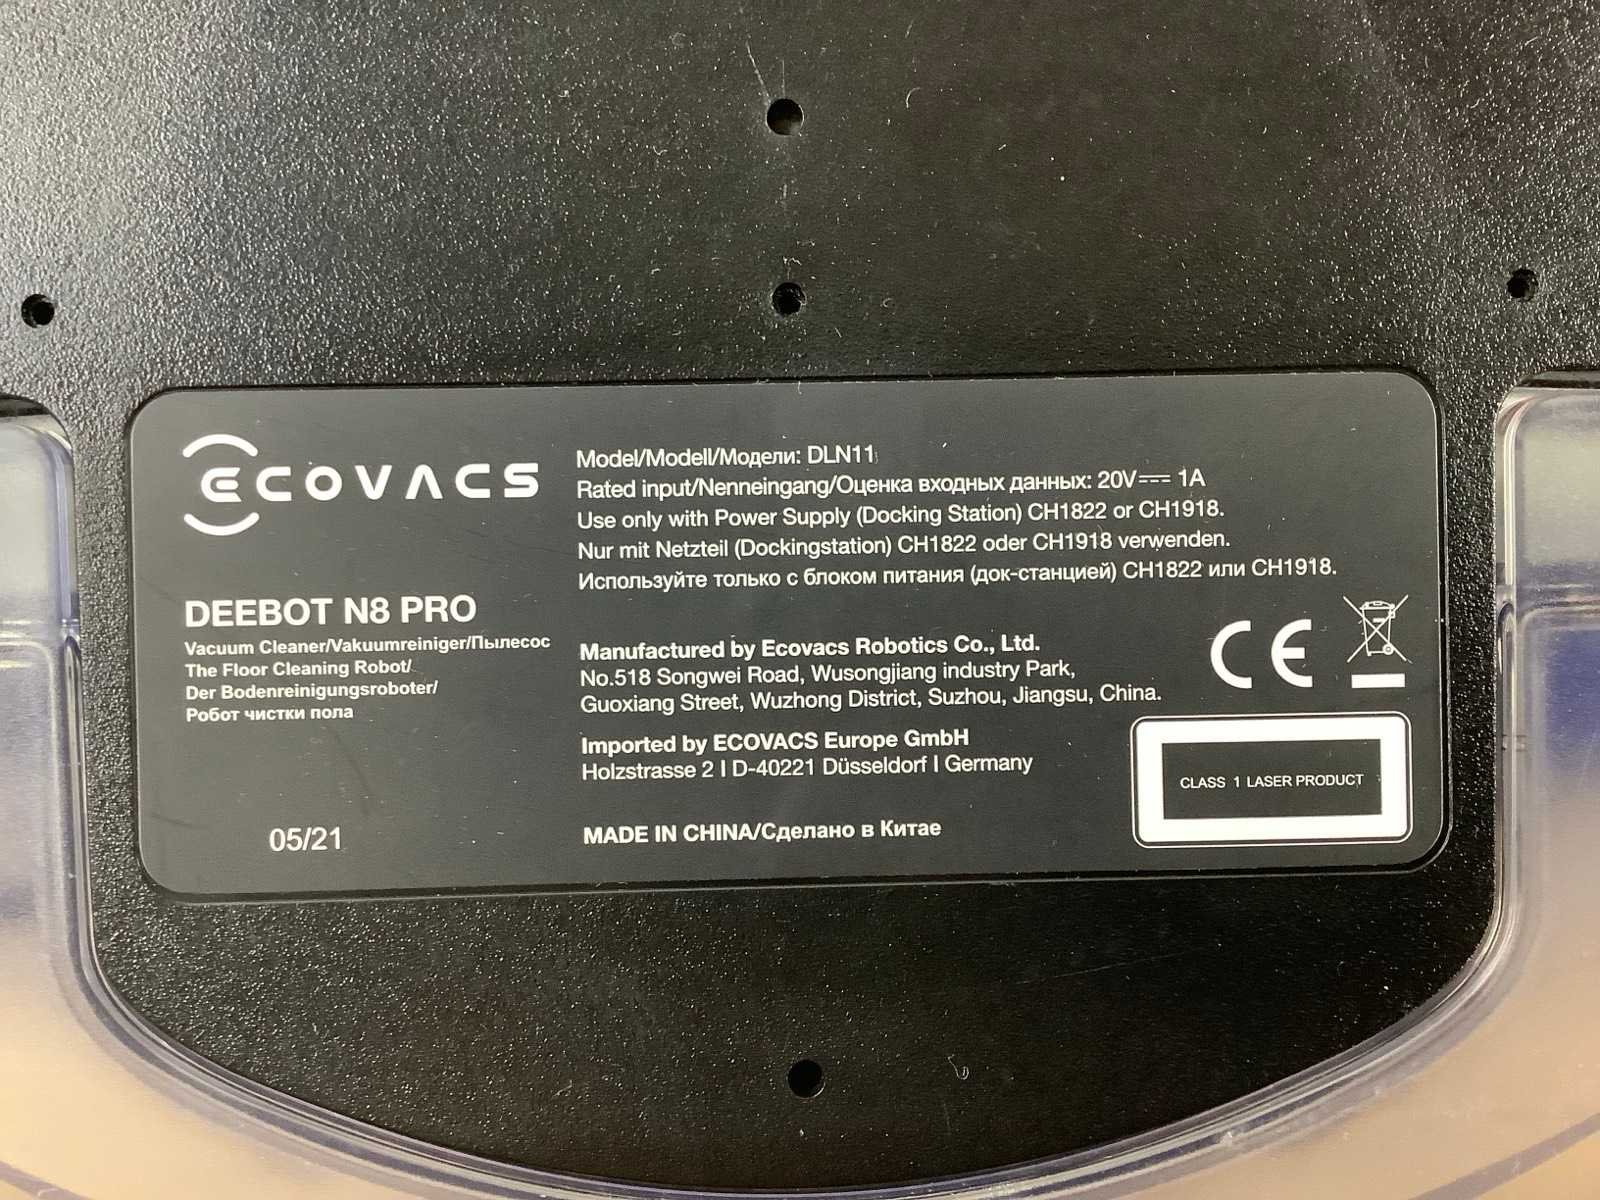 ECOVACS
DEEBOT N8 PRO
Vacuum Cleaner/Vakuumreiniger/Пылесос
The Floor Cleaning Robot/
Der Bodenreinigungsroboter/
Робот чистки пола
05/21
Model/Modell/Модели: DLN11
Rated input/Nenneingang/Оценка входных данных: 20V⎓ 1A
Use only with Power Supply (Docking Station) CH1822 or CH1918.
Nur mit Netzteil (Dockingstation) CH1822 oder CH1918 verwenden.
Используйте только с блоком питания (док-станцией) CH1822 или CH1918.
Manufactured by Ecovacs Robotics Co., Ltd.
No.518 Songwei Road, Wusongjiang industry Park,
Guoxiang Street, Wuzhong District, Suzhou, Jiangsu, China.
Imported by ECOVACS Europe GmbH
Holzstrasse 2 I D-40221 Düsseldorf I Germany
MADE IN CHINA/Сделано в Китае
CE
CLASS 1 LASER PRODUCT